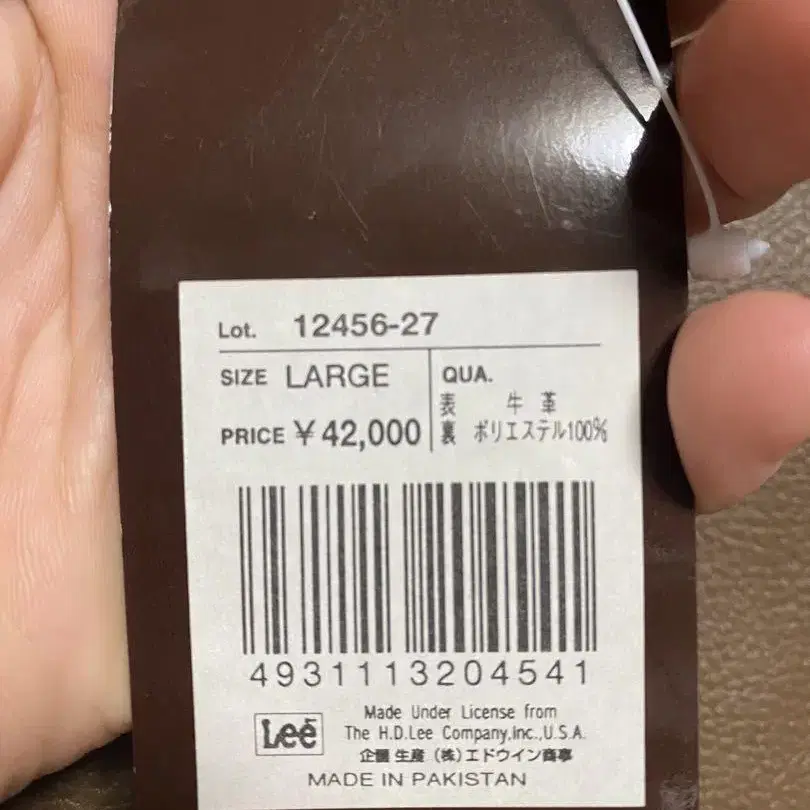 Lot. 12456-27
SIZE LARGE
PRICE ¥42,000
QUA.
表 牛革
裏 ポリエステル100%
4931113204541
Lee
Made Under License from
The H.D.Lee Company,Inc.,U.S.A.
企画 生産 (株)エドウイン商事
MADE IN PAKISTAN